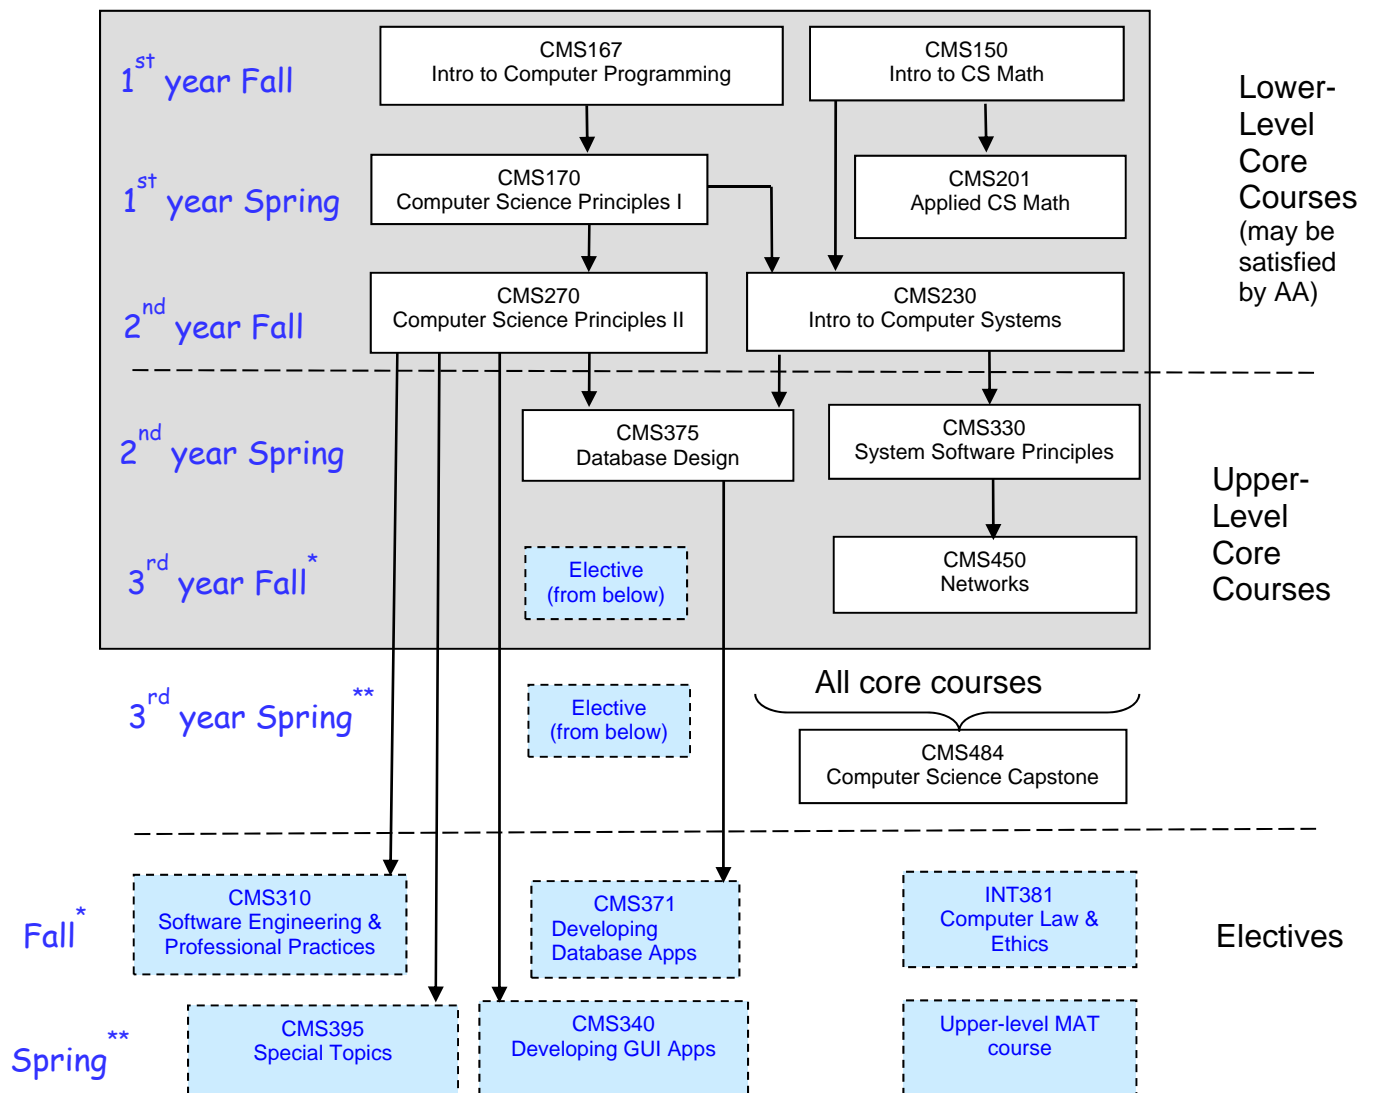 1st year Fall
CMS167
Intro to Computer Programming
CMS150
Intro to CS Math
Lower-
Level
Core
Courses
(may be
satisfied
by AA)
1st year Spring
CMS170
Computer Science Principles I
CMS201
Applied CS Math
2nd year Fall
CMS270
Computer Science Principles II
CMS230
Intro to Computer Systems
2nd year Spring
CMS375
Database Design
CMS330
System Software Principles
Upper-
Level
Core
Courses
3rd year Fall*
Elective
(from below)
CMS450
Networks
3rd year Spring**
Elective
(from below)
All core courses
CMS484
Computer Science Capstone
Fall*
CMS310
Software Engineering &
Professional Practices
CMS371
Developing
Database Apps
INT381
Computer Law &
Ethics
Electives
Spring**
CMS395
Special Topics
CMS340
Developing GUI Apps
Upper-level MAT
course